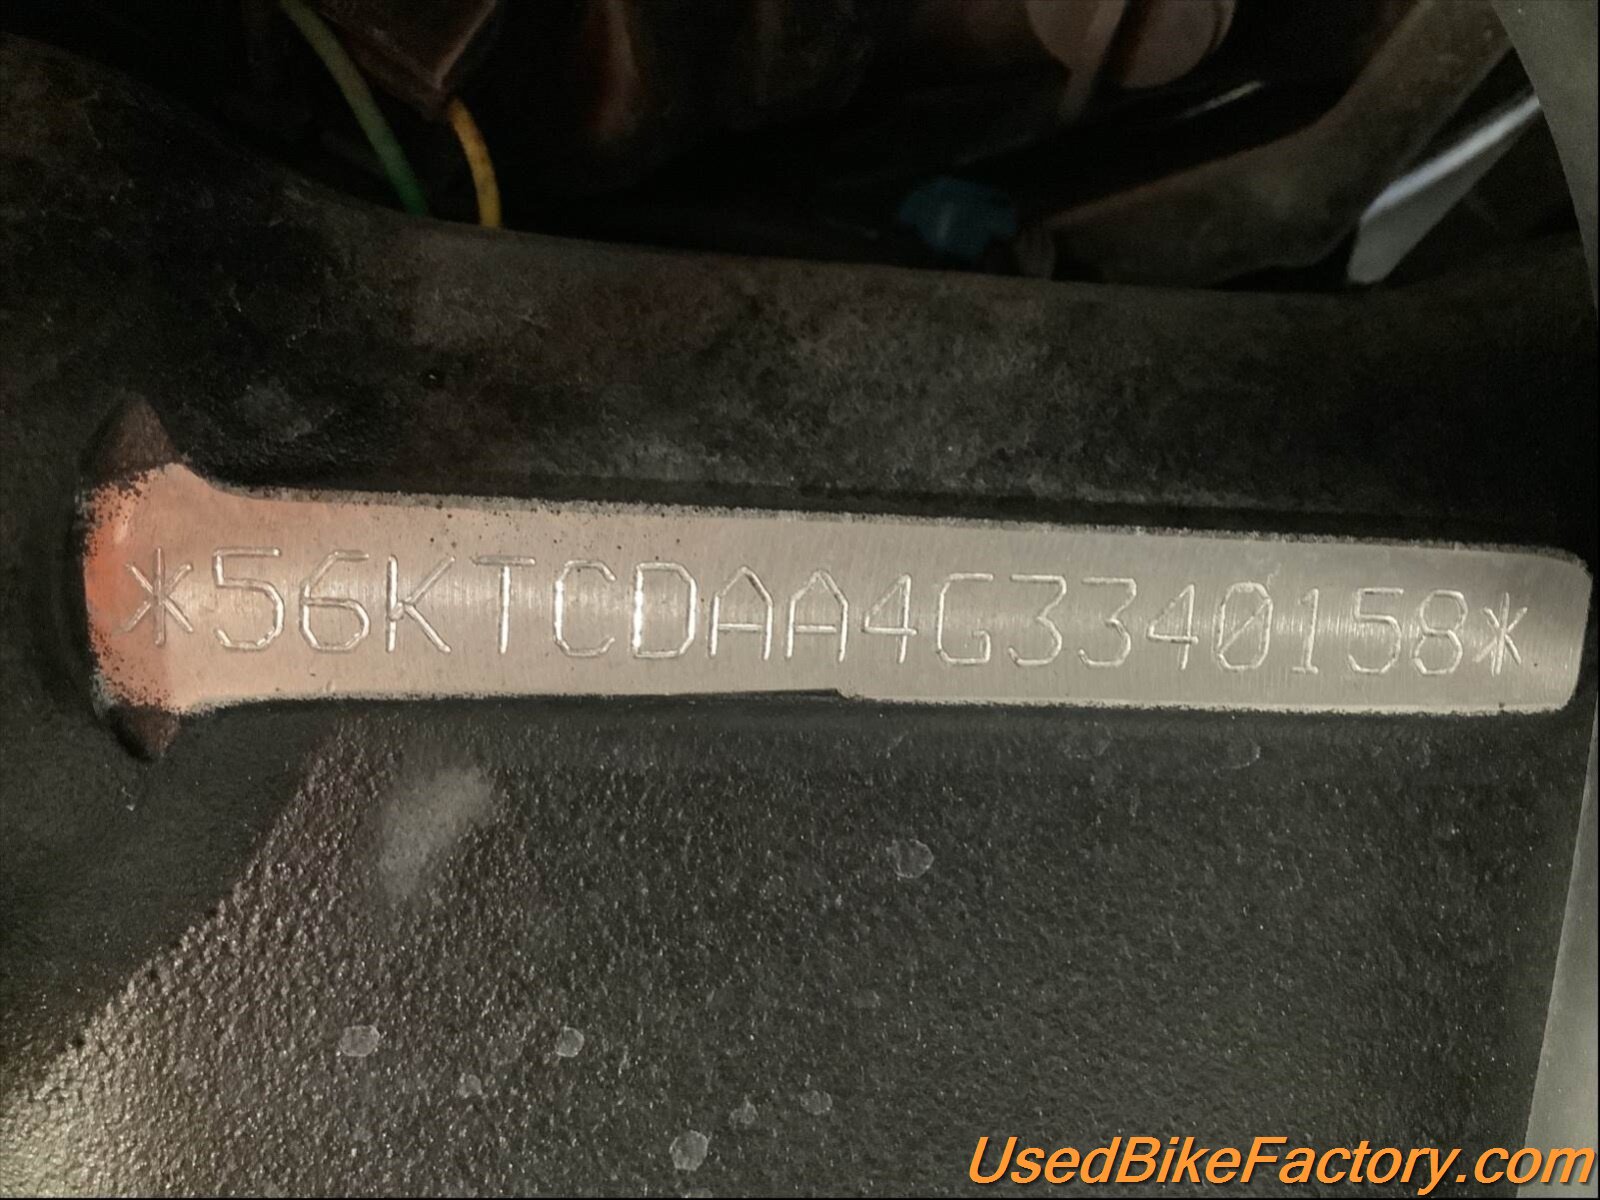 *56KTCDAA4G3340158*
UsedBikeFactory.com